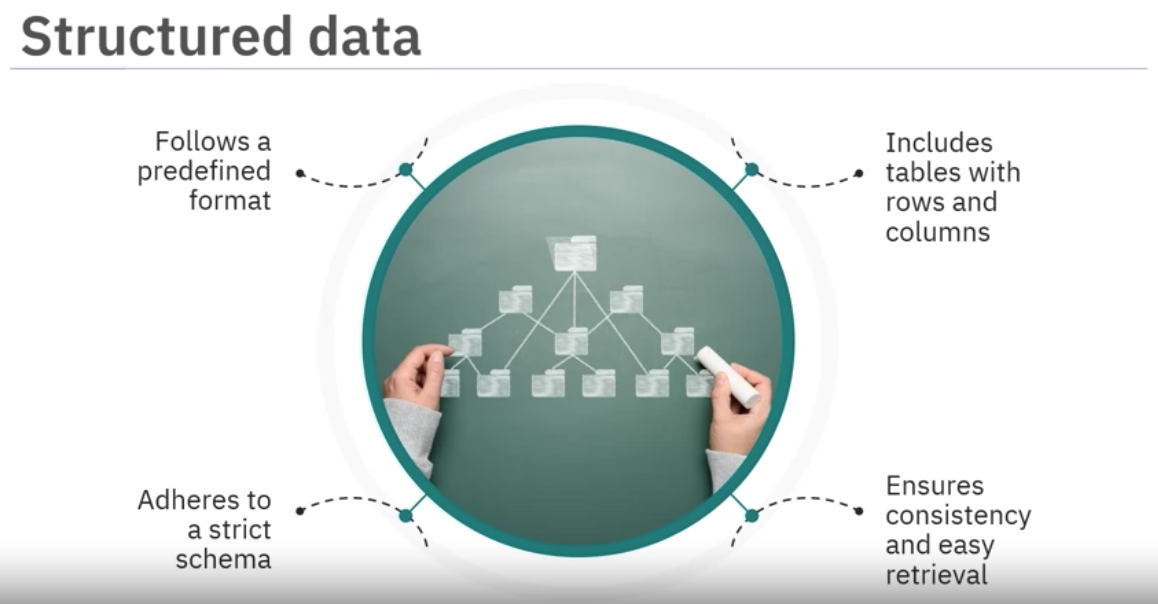 Structured data
Follows a
predefined
format
Includes
tables with
rows and
columns
Adheres to
a strict
schema
Ensures
consistency
and easy
retrieval